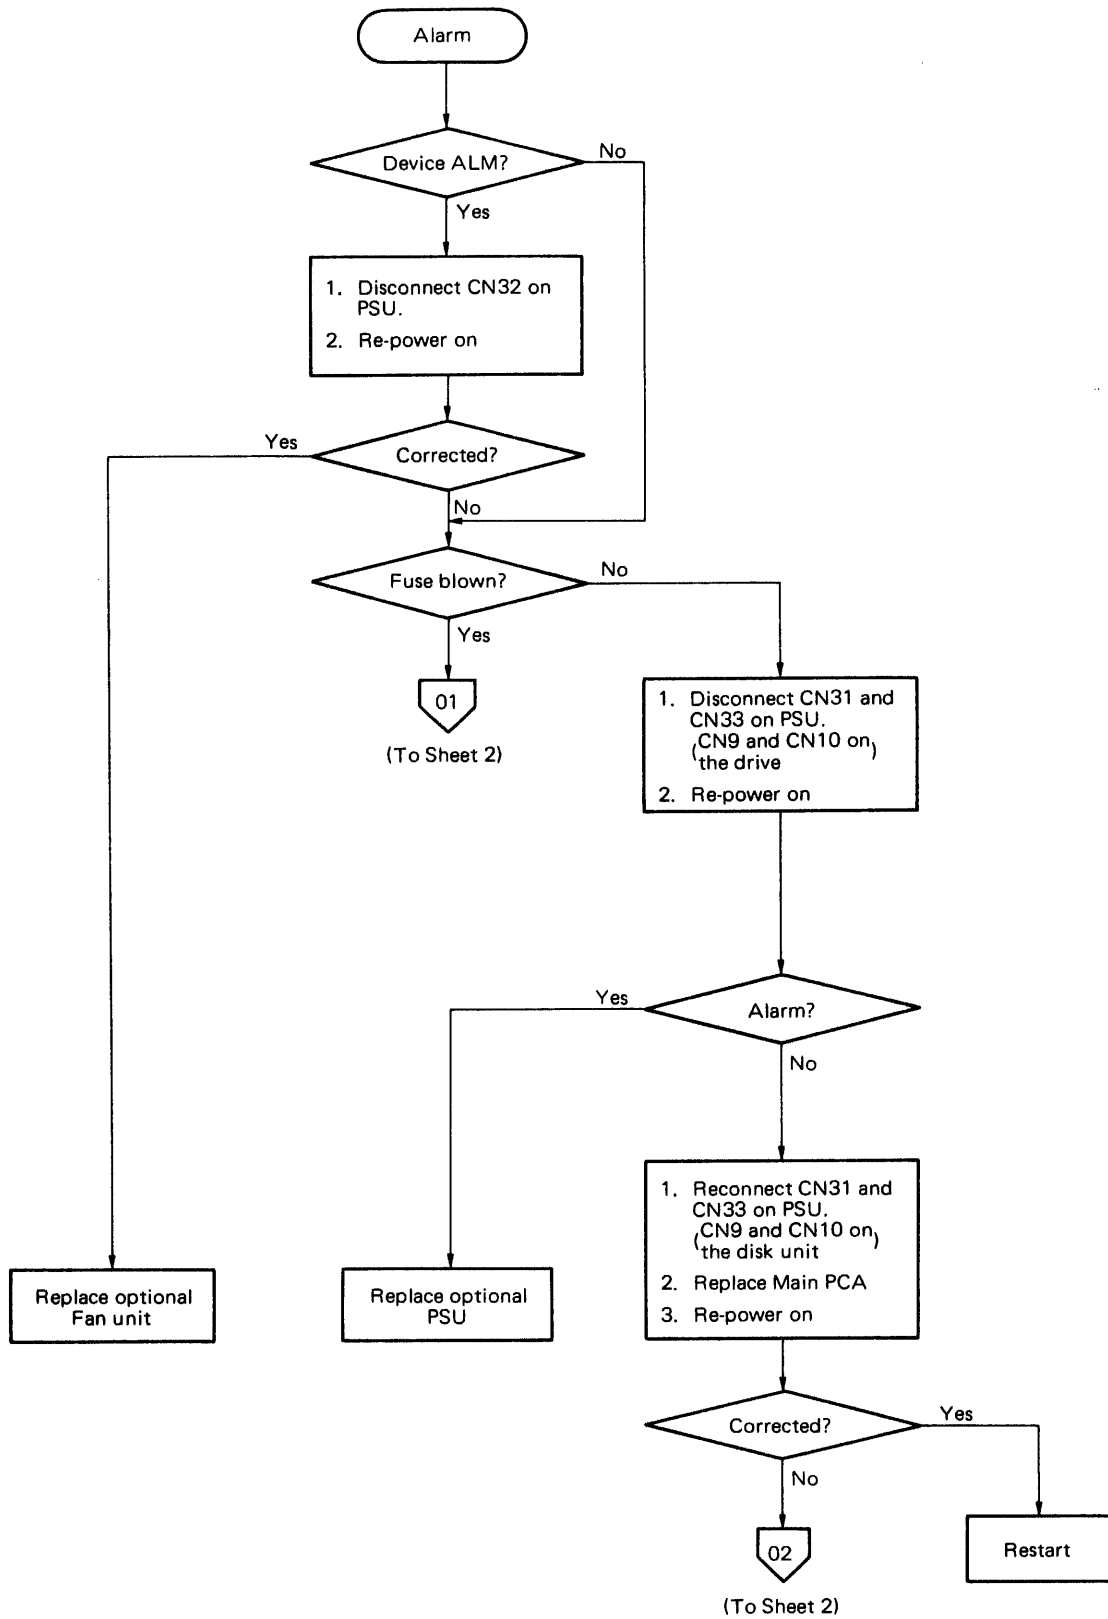 Alarm
Device ALM?
No
Yes
1. Disconnect CN32 on
PSU.
2. Re-power on
Yes
Corrected?
No
Fuse blown?
No
Yes
01
(To Sheet 2)
1. Disconnect CN31 and
CN33 on PSU.
(CN9 and CN10 on)
the drive
2. Re-power on
Yes
Alarm?
No
1. Reconnect CN31 and
CN33 on PSU.
(CN9 and CN10 on)
the disk unit
2. Replace Main PCA
3. Re-power on
Replace optional
Fan unit
Replace optional
PSU
Corrected?
Yes
No
02
(To Sheet 2)
Restart